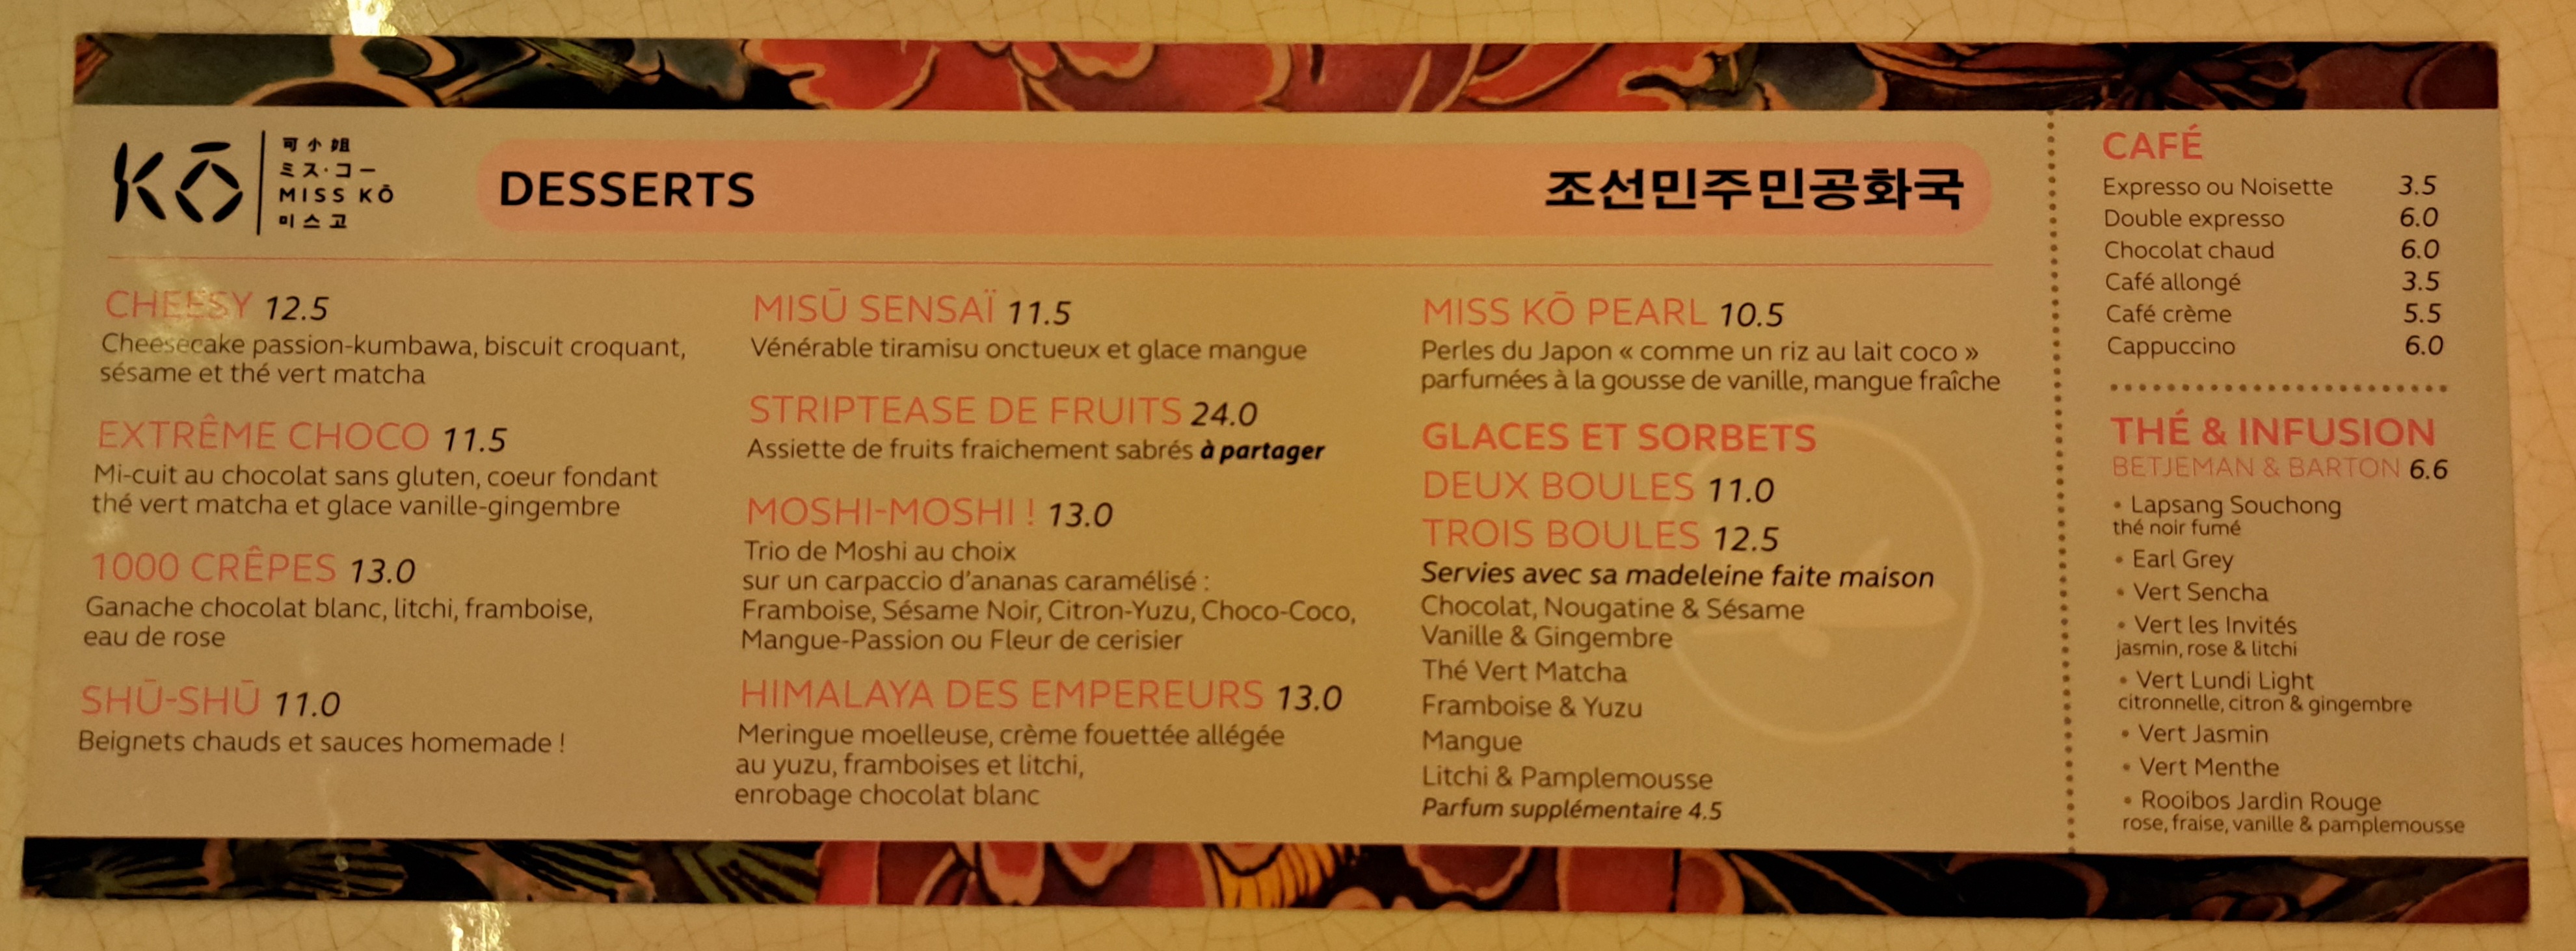 KŌ
可小姐
ミス·コー
MISS KŌ
미스고
DESSERTS
조선민주민공화국
CHEESY 12.5
Cheesecake passion-kumbawa, biscuit croquant,
sésame et thé vert matcha
EXTRÊME CHOCO 11.5
Mi-cuit au chocolat sans gluten, coeur fondant
thé vert matcha et glace vanille-gingembre
1000 CRÊPES 13.0
Ganache chocolat blanc, litchi, framboise,
eau de rose
SHŪ-SHŪ 11.0
Beignets chauds et sauces homemade !
MISŪ SENSAÏ 11.5
Vénérable tiramisu onctueux et glace mangue
STRIPTEASE DE FRUITS 24.0
Assiette de fruits fraichement sabrés à partager
MOSHI-MOSHI ! 13.0
Trio de Moshi au choix
sur un carpaccio d'ananas caramélisé :
Framboise, Sésame Noir, Citron-Yuzu, Choco-Coco,
Mangue-Passion ou Fleur de cerisier
HIMALAYA DES EMPEREURS 13.0
Meringue moelleuse, crème fouettée allégée
au yuzu, framboises et litchi,
enrobage chocolat blanc
MISS KŌ PEARL 10.5
Perles du Japon « comme un riz au lait coco »
parfumées à la gousse de vanille, mangue fraîche
GLACES ET SORBETS
DEUX BOULES 11.0
TROIS BOULES 12.5
Servies avec sa madeleine faite maison
Chocolat, Nougatine & Sésame
Vanille & Gingembre
Thé Vert Matcha
Framboise & Yuzu
Mangue
Litchi & Pamplemousse
Parfum supplémentaire 4.5
CAFÉ
Expresso ou Noisette 3.5
Double expresso 6.0
Chocolat chaud 6.0
Café allongé 3.5
Café crème 5.5
Cappuccino 6.0
THÉ & INFUSION
BETJEMAN & BARTON 6.6
• Lapsang Souchong
thé noir fumé
• Earl Grey
• Vert Sencha
• Vert les Invités
jasmin, rose & litchi
• Vert Lundi Light
citronnelle, citron & gingembre
• Vert Jasmin
• Vert Menthe
• Rooibos Jardin Rouge
rose, fraise, vanille & pamplemousse